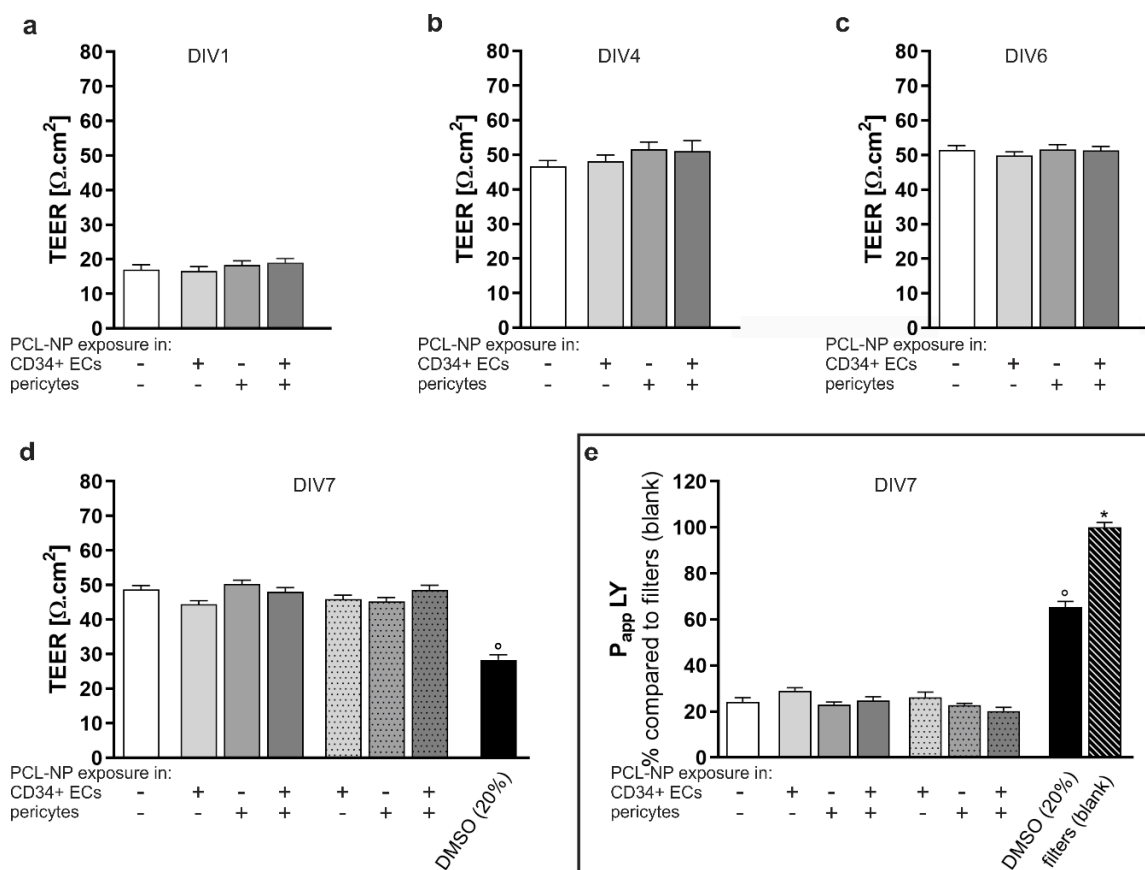 a
DIV1
TEER [Ω.cm²]
80
70
60
50
40
30
20
10
0
PCL-NP exposure in:
CD34+ ECs - + - +
pericytes - - + +
b
DIV4
TEER [Ω.cm²]
80
70
60
50
40
30
20
10
0
PCL-NP exposure in:
CD34+ ECs - + - +
pericytes - - + +
c
DIV6
TEER [Ω.cm²]
80
70
60
50
40
30
20
10
0
PCL-NP exposure in:
CD34+ ECs - + - +
pericytes - - + +
d
DIV7
TEER [Ω.cm²]
80
70
60
50
40
30
20
10
0
°
PCL-NP exposure in:
CD34+ ECs - + - + + - +
pericytes - - + + - + +
DMSO (20%)
e
DIV7
Papp LY
% compared to filters (blank)
120
100
80
60
40
20
0
°
*
PCL-NP exposure in:
CD34+ ECs - + - + + - +
pericytes - - + + - + +
DMSO (20%)
filters (blank)